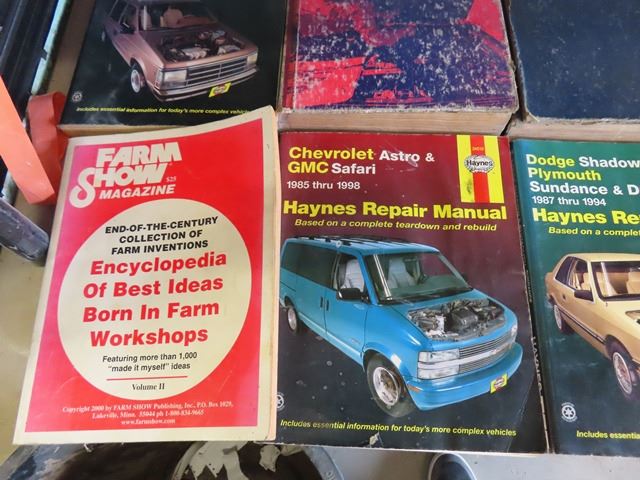 Includes essential information for today's more complex vehicles
FARM
SHOW
$25
MAGAZINE
END-OF-THE-CENTURY
COLLECTION OF
FARM INVENTIONS
Encyclopedia
Of Best Ideas
Born In Farm
Workshops
Featuring more than 1,000
"made it myself" ideas
Volume II
Copyright 2000 by FARM SHOW Publishing, Inc., P.O. Box 1029,
Lakeville, Minn. 55044 ph 1-800-834-9665
www.farmshow.com
Chevrolet Astro &
GMC Safari
1985 thru 1998
Haynes
Haynes Repair Manual
Based on a complete teardown and rebuild
Includes essential information for today's more complex vehicles
Dodge Shadow
Plymouth
Sundance & D
1987 thru 1994
Haynes Re
Based on a complet
Includes essenti